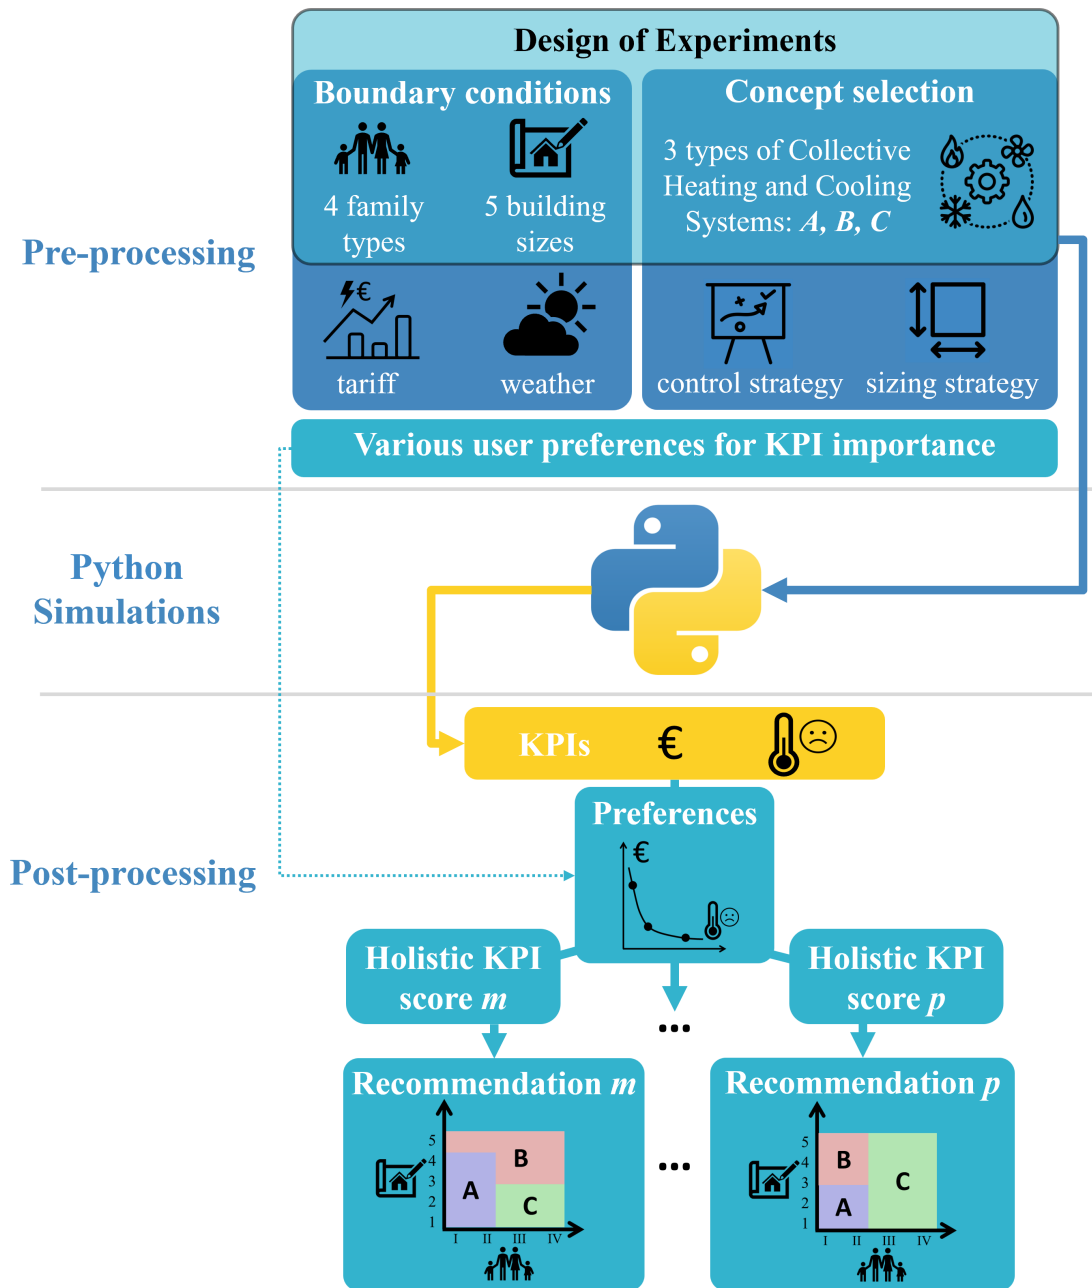 Design of Experiments
Boundary conditions
4 family
types
5 building
sizes
Concept selection
3 types of Collective
Heating and Cooling
Systems: A, B, C
Pre-processing
€
tariff
weather
control strategy
sizing strategy
Various user preferences for KPI importance
Python
Simulations
KPIs
€
Post-processing
Preferences
€
Holistic KPI
score m
Holistic KPI
score p
...
Recommendation m
5
4
3
2
1
A
B
C
I II III IV
...
Recommendation p
5
4
3
2
1
B
A
C
I II III IV